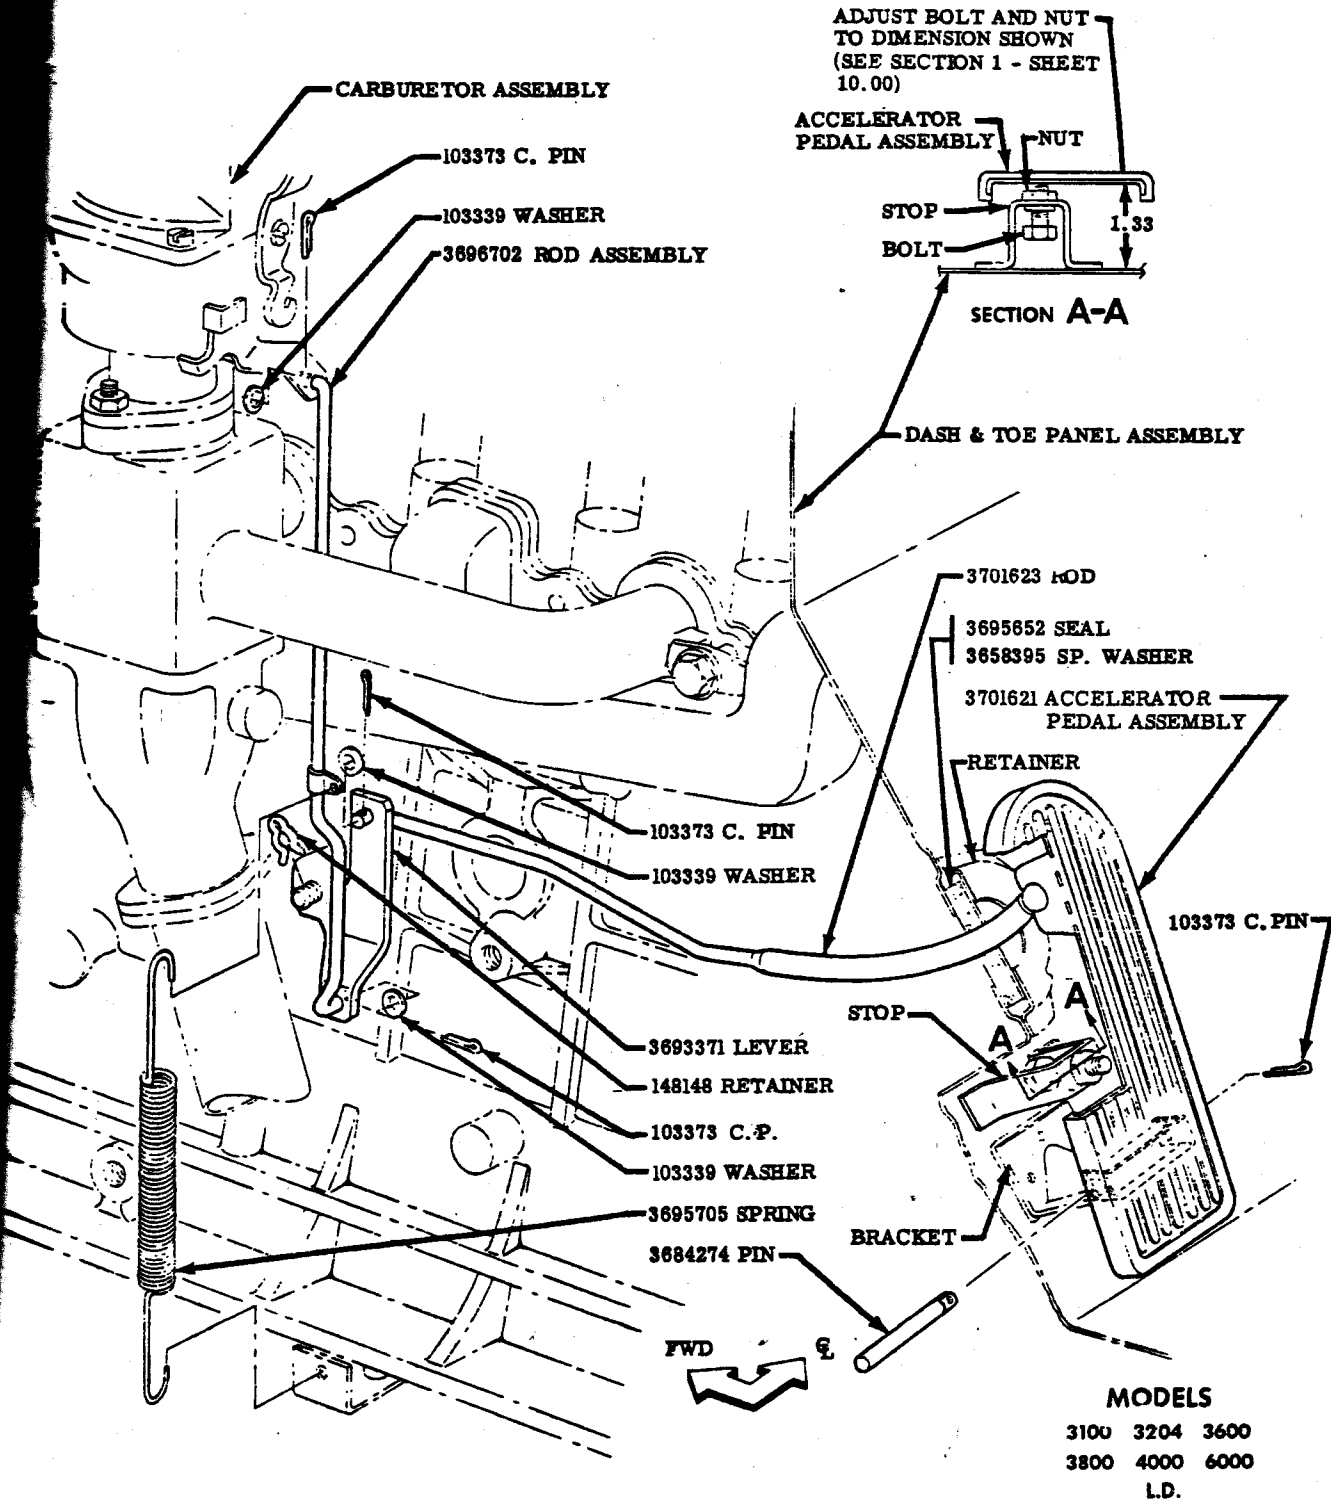 ADJUST BOLT AND NUT
TO DIMENSION SHOWN
(SEE SECTION 1 - SHEET
10.00)
CARBURETOR ASSEMBLY
ACCELERATOR
PEDAL ASSEMBLY
NUT
103373 C. PIN
STOP
103339 WASHER
1.33
BOLT
3696702 ROD ASSEMBLY
SECTION A-A
DASH & TOE PANEL ASSEMBLY
3701623 ROD
3695652 SEAL
3658395 SP. WASHER
3701621 ACCELERATOR
PEDAL ASSEMBLY
RETAINER
103373 C. PIN
103339 WASHER
103373 C. PIN
STOP
A
A
3693371 LEVER
148148 RETAINER
103373 C.P.
103339 WASHER
3695705 SPRING
BRACKET
3684274 PIN
FWD
℄
MODELS
3100 3204 3600
3800 4000 6000
L.D.